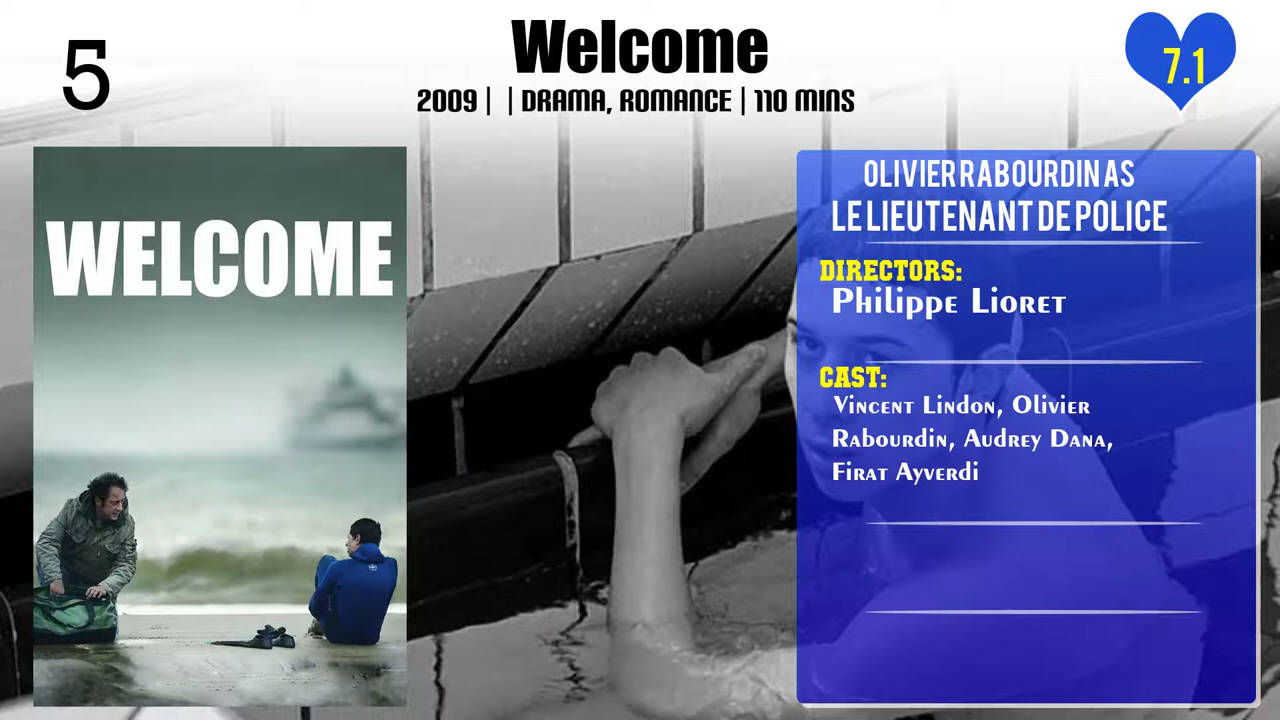 5
Welcome
2009 | | DRAMA, ROMANCE | 110 MINS
7.1
WELCOME
OLIVIER RABOURDIN AS
LE LIEUTENANT DE POLICE
DIRECTORS:
Philippe Lioret
CAST:
Vincent Lindon, Olivier
Rabourdin, Audrey Dana,
Firat Ayverdi